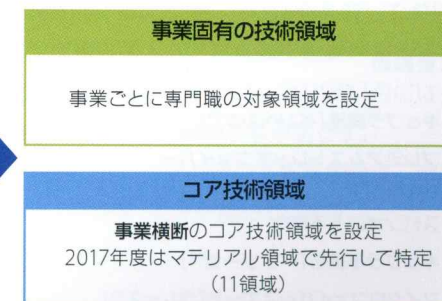 事業固有の技術領域
事業ごとに専門職の対象領域を設定
コア技術領域
事業横断のコア技術領域を設定
2017年度はマテリアル領域で先行して特定
(11領域)